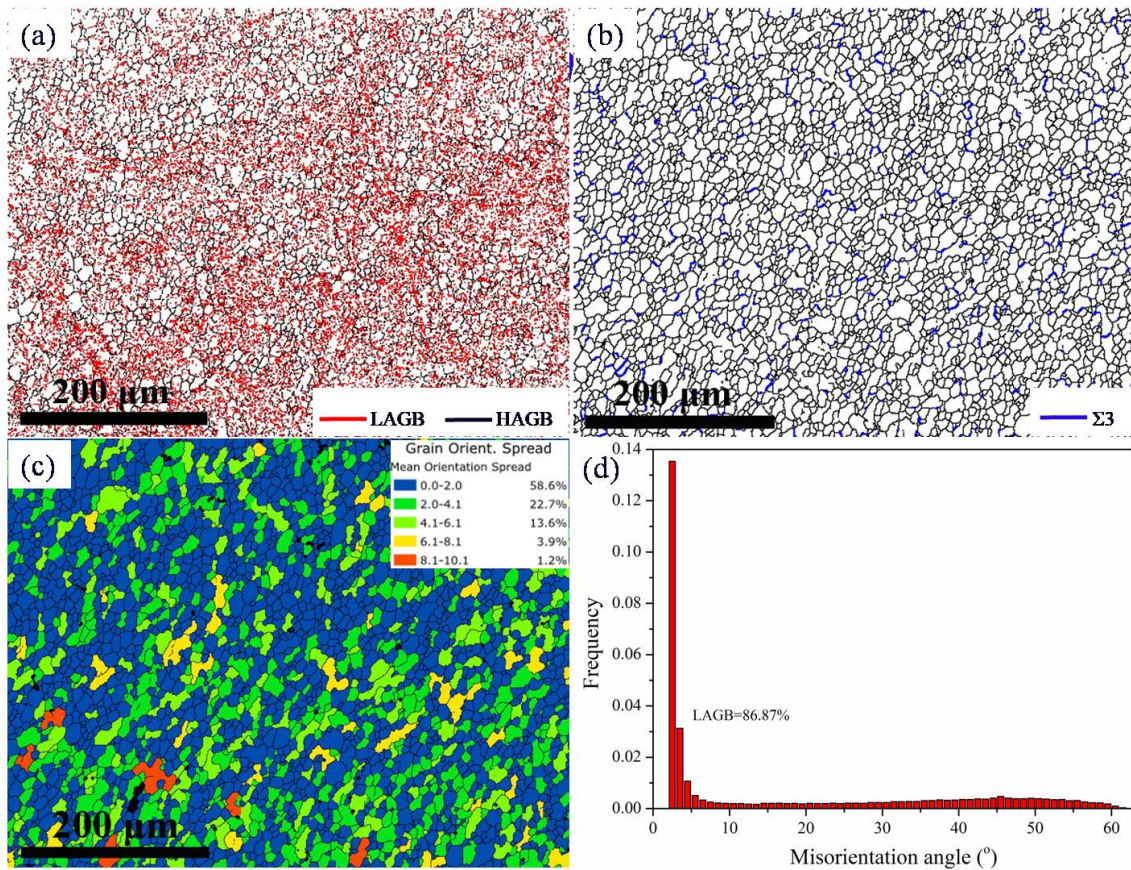 (a)
200 μm
LAGB HAGB
(b)
200 μm
Σ3
(c)
Grain Orient. Spread
Mean Orientation Spread
0.0-2.0 58.6%
2.0-4.1 22.7%
4.1-6.1 13.6%
6.1-8.1 3.9%
8.1-10.1 1.2%
200 μm
(d)
0.14
0.12
0.10
0.08
0.06
0.04
0.02
0.00
Frequency
LAGB=86.87%
0 10 20 30 40 50 60
Misorientation angle (°)